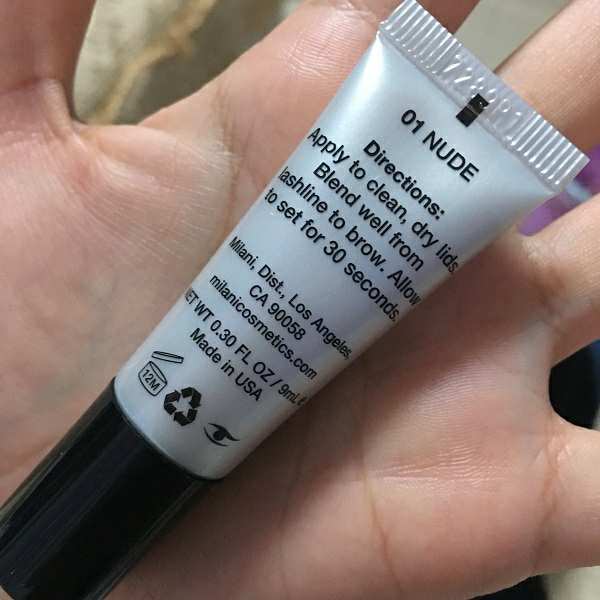 01 NUDE
Directions:
Apply to clean, dry lids.
Blend well from
lashline to brow. Allow
to set for 30 seconds.
Milani, Dist., Los Angeles,
CA 90058
milanicosmetics.com
NET WT 0.30 FL OZ / 9mL
Made in USA
12M